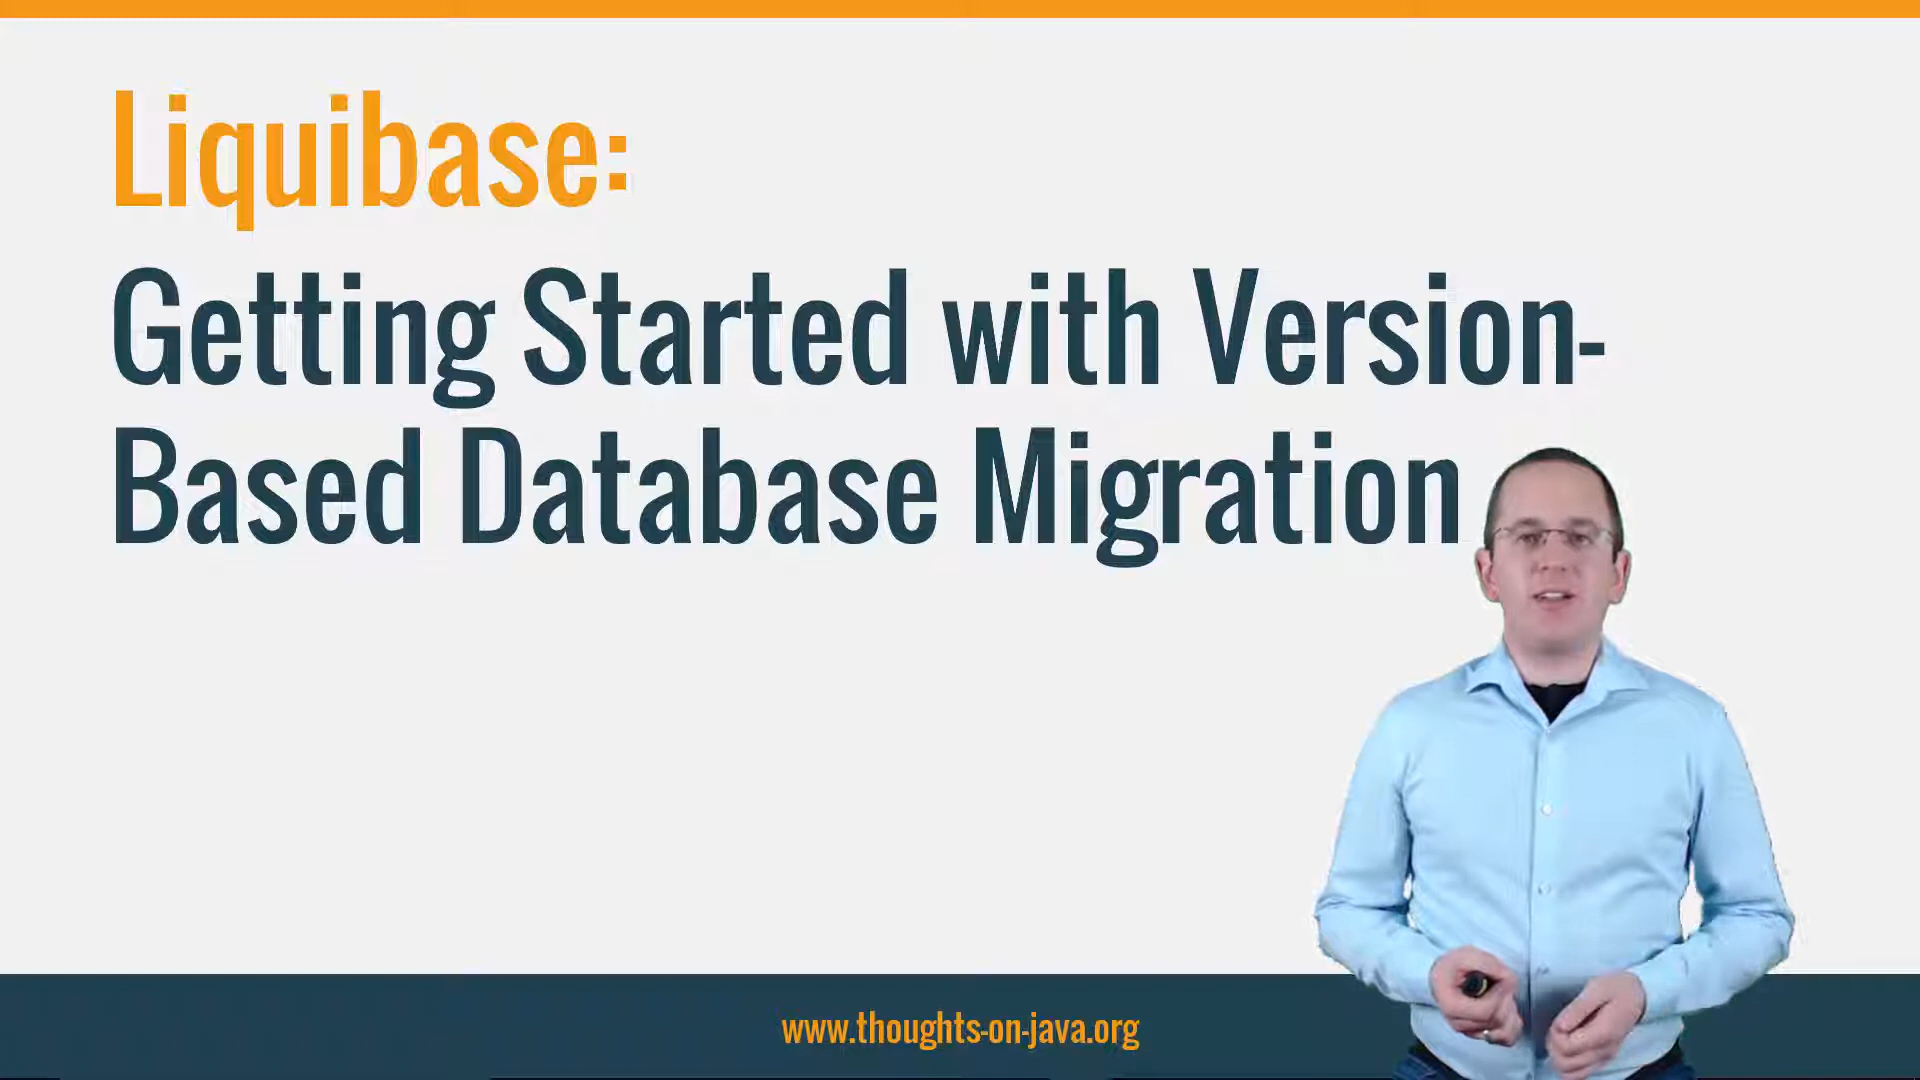 Liquibase:
Getting Started with Version-
Based Database Migration
www.thoughts-on-java.org